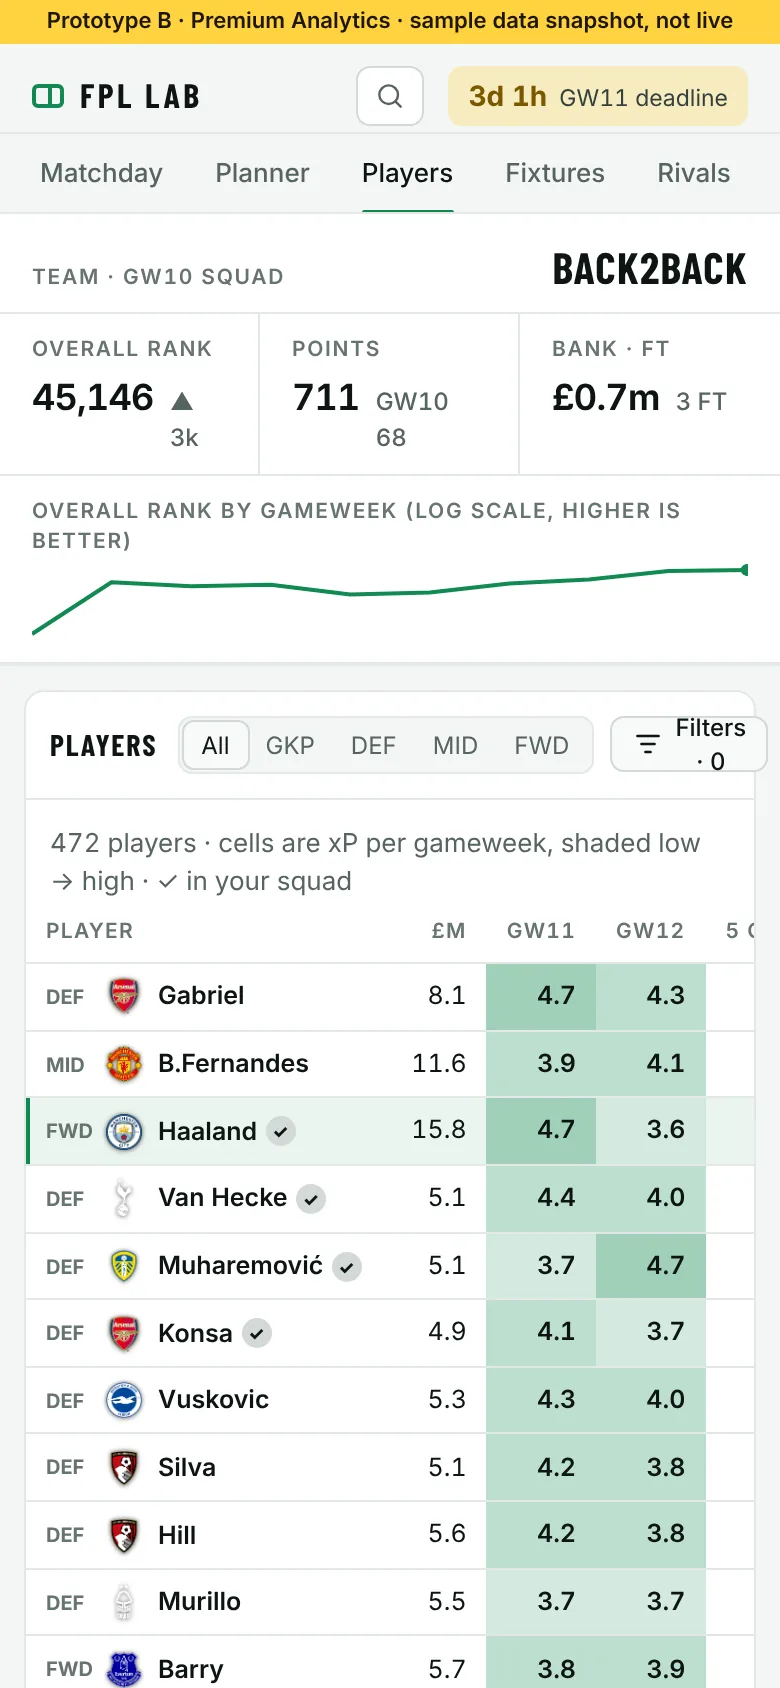 Prototype B · Premium Analytics · sample data snapshot, not live
FPL LAB
3d 1h GW11 deadline
Matchday Planner Players Fixtures Rivals
TEAM · GW10 SQUAD BACK2BACK
OVERALL RANK POINTS BANK · FT
45,146 ▲ 711 GW10 £0.7m 3 FT
3k 68
OVERALL RANK BY GAMEWEEK (LOG SCALE, HIGHER IS
BETTER)
PLAYERS All GKP DEF MID FWD Filters
· 0
472 players · cells are xP per gameweek, shaded low
→ high · ✓ in your squad
PLAYER £M GW11 GW12 5
DEF Gabriel 8.1 4.7 4.3
MID B.Fernandes 11.6 3.9 4.1
FWD Haaland ✓ 15.8 4.7 3.6
DEF Van Hecke ✓ 5.1 4.4 4.0
DEF Muharemović ✓ 5.1 3.7 4.7
DEF Konsa ✓ 4.9 4.1 3.7
DEF Vuskovic 5.3 4.3 4.0
DEF Silva 5.1 4.2 3.8
DEF Hill 5.6 4.2 3.8
DEF Murillo 5.5 3.7 3.7
FWD Barry 5.7 3.8 3.9